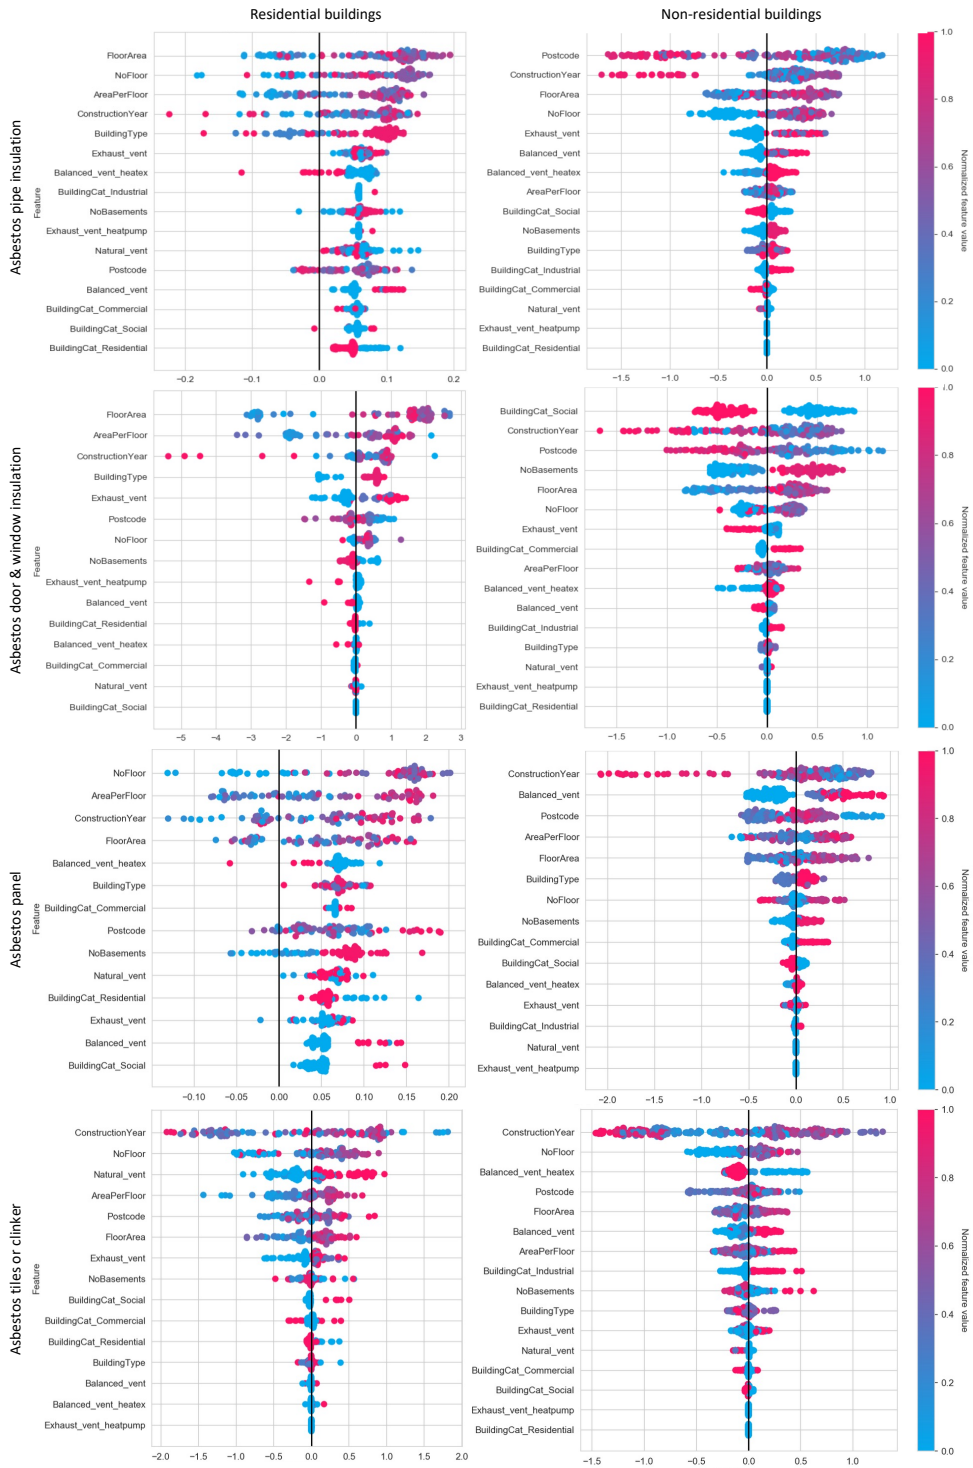 Residential buildings
Non-residential buildings
Asbestos pipe insulation
Feature
FloorArea
NoFloor
AreaPerFloor
ConstructionYear
BuildingType
Exhaust_vent
Balanced_vent_heatex
BuildingCat_Industrial
NoBasements
Exhaust_vent_heatpump
Natural_vent
Postcode
Balanced_vent
BuildingCat_Commercial
BuildingCat_Social
BuildingCat_Residential
−0.2 −0.1 0.0 0.1 0.2
Postcode
ConstructionYear
FloorArea
NoFloor
Exhaust_vent
Balanced_vent
Balanced_vent_heatex
AreaPerFloor
BuildingCat_Social
NoBasements
BuildingType
BuildingCat_Industrial
BuildingCat_Commercial
Natural_vent
Exhaust_vent_heatpump
BuildingCat_Residential
−1.5 −1.0 −0.5 0.0 0.5 1.0
1.0
0.8
0.6
0.4
0.2
0.0
Normalized feature value
Asbestos door & window insulation
Feature
FloorArea
AreaPerFloor
ConstructionYear
BuildingType
Exhaust_vent
Postcode
NoFloor
NoBasements
Exhaust_vent_heatpump
Balanced_vent
BuildingCat_Residential
Balanced_vent_heatex
BuildingCat_Commercial
Natural_vent
BuildingCat_Social
−5 −4 −3 −2 −1 0 1 2 3
BuildingCat_Social
ConstructionYear
Postcode
NoBasements
FloorArea
NoFloor
Exhaust_vent
BuildingCat_Commercial
AreaPerFloor
Balanced_vent_heatex
Balanced_vent
BuildingCat_Industrial
BuildingType
Natural_vent
Exhaust_vent_heatpump
BuildingCat_Residential
−1.5 −1.0 −0.5 0.0 0.5 1.0
1.0
0.8
0.6
0.4
0.2
0.0
Normalized feature value
Asbestos panel
Feature
NoFloor
AreaPerFloor
ConstructionYear
FloorArea
Balanced_vent_heatex
BuildingType
BuildingCat_Commercial
Postcode
NoBasements
Natural_vent
BuildingCat_Residential
Exhaust_vent
Balanced_vent
BuildingCat_Social
−0.10 −0.05 0.00 0.05 0.10 0.15 0.20
ConstructionYear
Balanced_vent
Postcode
AreaPerFloor
FloorArea
BuildingType
NoFloor
NoBasements
BuildingCat_Commercial
BuildingCat_Social
Balanced_vent_heatex
Exhaust_vent
BuildingCat_Industrial
Natural_vent
Exhaust_vent_heatpump
−2.0 −1.5 −1.0 −0.5 0.0 0.5 1.0
1.0
0.8
0.6
0.4
0.2
0.0
Normalized feature value
Asbestos tiles or clinker
Feature
ConstructionYear
NoFloor
Natural_vent
AreaPerFloor
Postcode
FloorArea
Exhaust_vent
NoBasements
BuildingCat_Social
BuildingCat_Commercial
BuildingCat_Residential
BuildingType
Balanced_vent
Balanced_vent_heatex
Exhaust_vent_heatpump
−2.0 −1.5 −1.0 −0.5 0.0 0.5 1.0 1.5 2.0
ConstructionYear
NoFloor
Balanced_vent_heatex
Postcode
FloorArea
Balanced_vent
AreaPerFloor
BuildingCat_Industrial
NoBasements
BuildingType
Exhaust_vent
Natural_vent
BuildingCat_Commercial
BuildingCat_Social
Exhaust_vent_heatpump
BuildingCat_Residential
−1.5 −1.0 −0.5 0.0 0.5 1.0
1.0
0.8
0.6
0.4
0.2
0.0
Normalized feature value